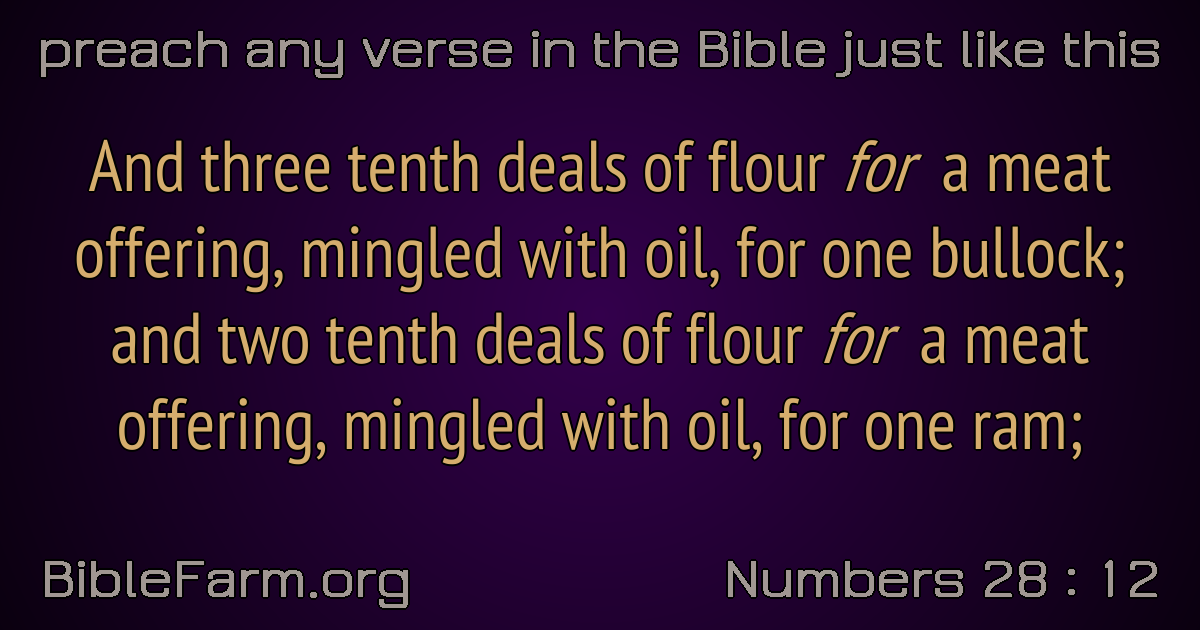 preach any verse in the Bible just like this
And three tenth deals of flour for a meat
offering, mingled with oil, for one bullock;
and two tenth deals of flour for a meat
offering, mingled with oil, for one ram;
BibleFarm.org
Numbers 28 : 12